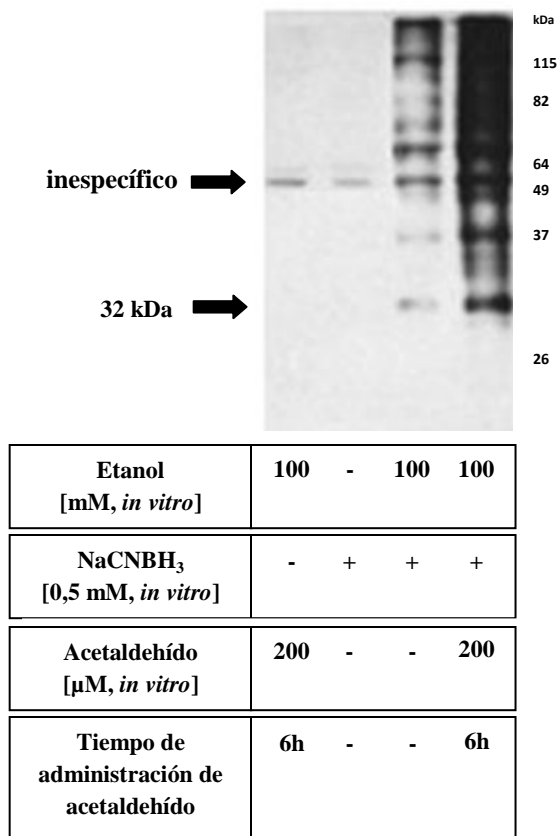 kDa
115
82
64
inespecífico
49
37
32 kDa
26
Etanol
[mM, in vitro]
100 - 100 100
NaCNBH₃
[0,5 mM, in vitro]
- + + +
Acetaldehído
[µM, in vitro]
200 - - 200
Tiempo de
administración de
acetaldehído
6h - - 6h